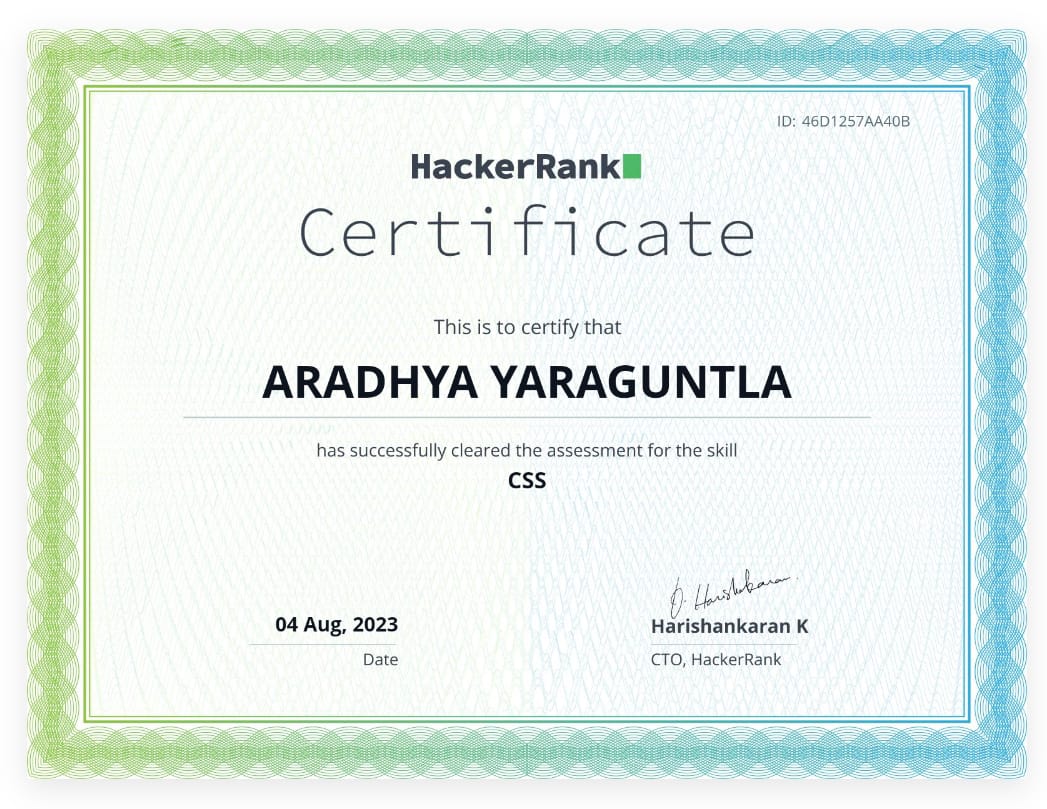 ID: 46D1257AA40B
HackerRank
Certificate
This is to certify that
ARADHYA YARAGUNTLA
has successfully cleared the assessment for the skill
CSS
04 Aug, 2023
Date
Harishankaran K
CTO, HackerRank